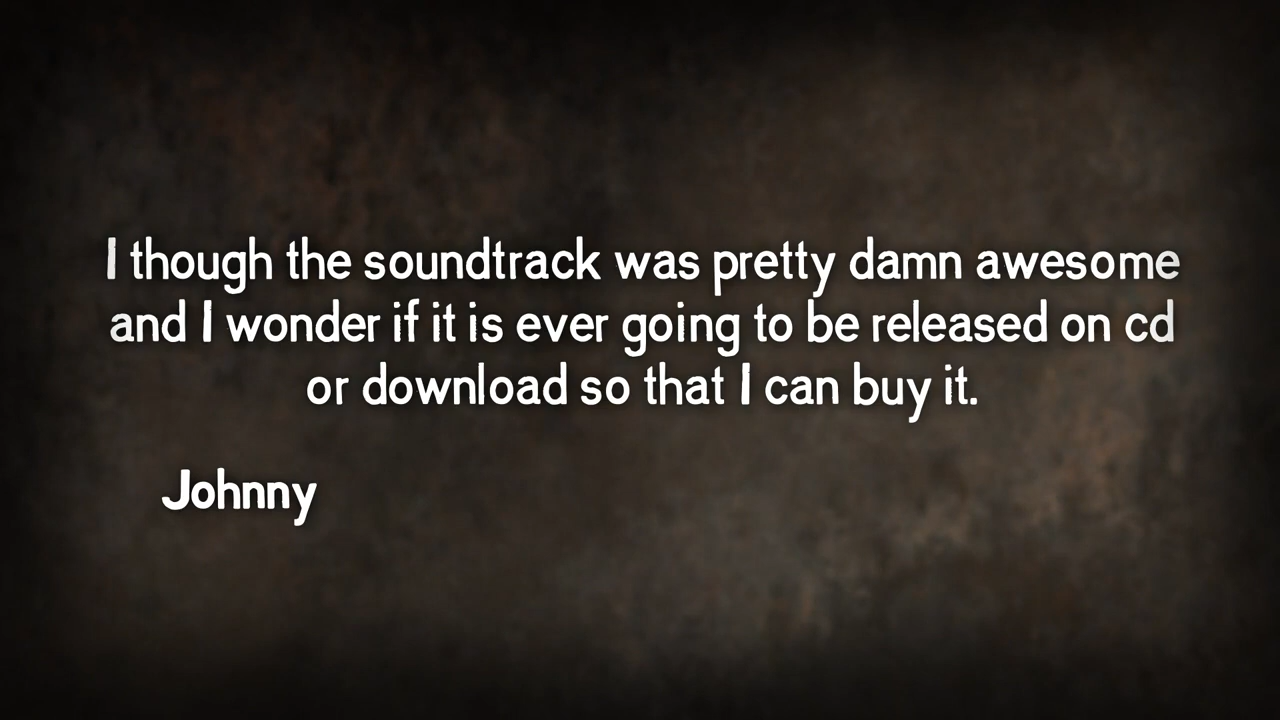 I though the soundtrack was pretty damn awesome
and I wonder if it is ever going to be released on cd
or download so that I can buy it.
Johnny